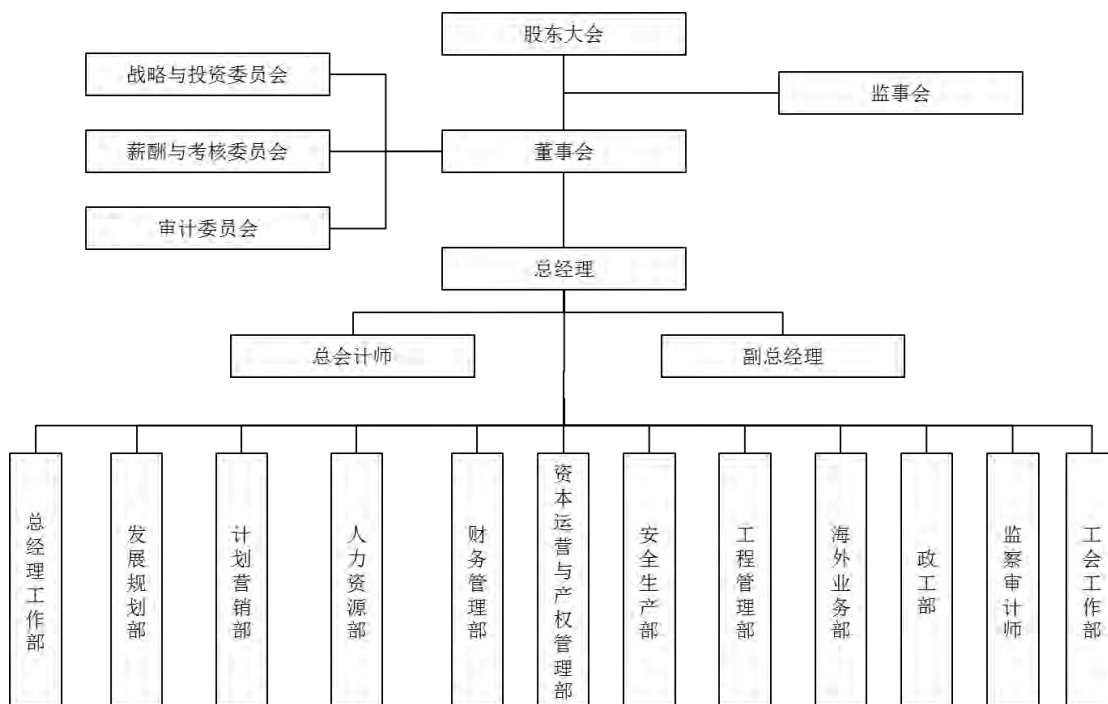 股东大会
战略与投资委员会
监事会
薪酬与考核委员会
董事会
审计委员会
总经理
总会计师
副总经理
总经理工作部
发展规划部
计划营销部
人力资源部
财务管理部
资本运营与产权管理部
安全生产部
工程管理部
海外业务部
政工部
监察审计师
工会工作部